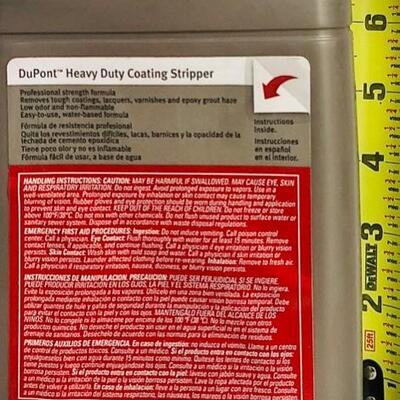 DuPont™ Heavy Duty Coating Stripper
Professional strength formula
Removes tough coatings, lacquers, varnishes and epoxy grout haze
Low odor and non-flammable
Easy-to-use, water-based formula
Fórmula de resistencia profesional
Quita los revestimientos difíciles, lacas, barnices y la opacidad de la
lechada de cemento epoxídica
Tiene poco olor y no es inflamable
Fórmula fácil de usar, a base de agua
Instructions
Inside.
Instrucciones
en español
en el interior.
HANDLING INSTRUCTIONS: CAUTION: MAY BE HARMFUL IF SWALLOWED. MAY CAUSE EYE, SKIN
AND RESPIRATORY IRRITATION. Do not ingest. Avoid prolonged exposure to vapors. Use in a
well-ventilated area. Prolonged exposure by inhalation or skin contact may cause temporary
blurring of vision. Rubber gloves and eye protection should be worn during handling and application
to prevent skin and eye contact. KEEP OUT OF THE REACH OF CHILDREN. Do not freeze or store
above 100°F/38°C. Do not mix with other chemicals. Do not flush unused product to surface water or
sanitary sewer system. Dispose of in accordance with waste disposal regulations.
EMERGENCY FIRST AID PROCEDURES: Ingestion: Do not induce vomiting. Call poison control
center. Call a physician. Eye Contact: Flush thoroughly with water for at least 15 minutes. Remove
contact lenses, if applicable, and continue flushing. Call a physician if eye irritation or blurry vision
persists. Skin Contact: Wash skin with mild soap and water. Call a physician if skin irritation or
blurry vision persists. Launder affected clothing before rewearing. Inhalation: Remove to fresh air.
Call a physician if respiratory irritation, nausea, dizziness, or blurry vision persists.
INSTRUCCIONES DE MANIPULACIÓN: PRECAUCIÓN: PUEDE SER PERJUDICIAL SI SE INGIERE.
PUEDE PRODUCIR IRRITACIÓN EN LOS OJOS, LA PIEL Y EL SISTEMA RESPIRATORIO. No lo ingiera.
Evite la exposición prolongada a los vapores. Utilícelo en una zona bien ventilada. La exposición
prolongada mediante inhalación o contacto con la piel puede causar visión borrosa temporal. Debe
utilizar guantes de hule y gafas de seguridad durante la manipulación y la aplicación del producto
para evitar el contacto con la piel y con los ojos. MANTÉNGALO FUERA DEL ALCANCE DE LOS
NIÑOS. No lo congele ni lo almacene por encima de los 100 °F (38 °C). No lo mezcle con otros
productos químicos. No deseche el producto sin usar en el agua superficial ni en el sistema de
drenaje de sanitarios. Deséchelo de acuerdo con las normas para la eliminación de residuos.
PRIMEROS AUXILIOS DE EMERGENCIA. En caso de ingestión: no induzca el vómito. Llame a un centro
de control de productos tóxicos. Consulte a un médico. Si el producto entra en contacto con los ojos:
enjuáguelos bien con agua durante 15 minutos como mínimo. Quítese los lentes de contacto si los
tiene puestos y luego continúe enjuagándose los ojos. Consulte a un médico si la irritación o la visión
borrosa persisten. Si el producto entra en contacto con la piel: lávese con jabón suave y agua. Consulte
a un médico si la irritación de la piel o la visión borrosa persisten. Lave la ropa afectada por el producto
antes de volver a utilizarla. En caso de inhalación: lleve a la persona a un lugar con aire fresco. Consulte
a un médico si la irritación del sistema respiratorio, las náuseas, los mareos o la visión borrosa persisten.
6
5
4
3
2
DEWALT
25ft